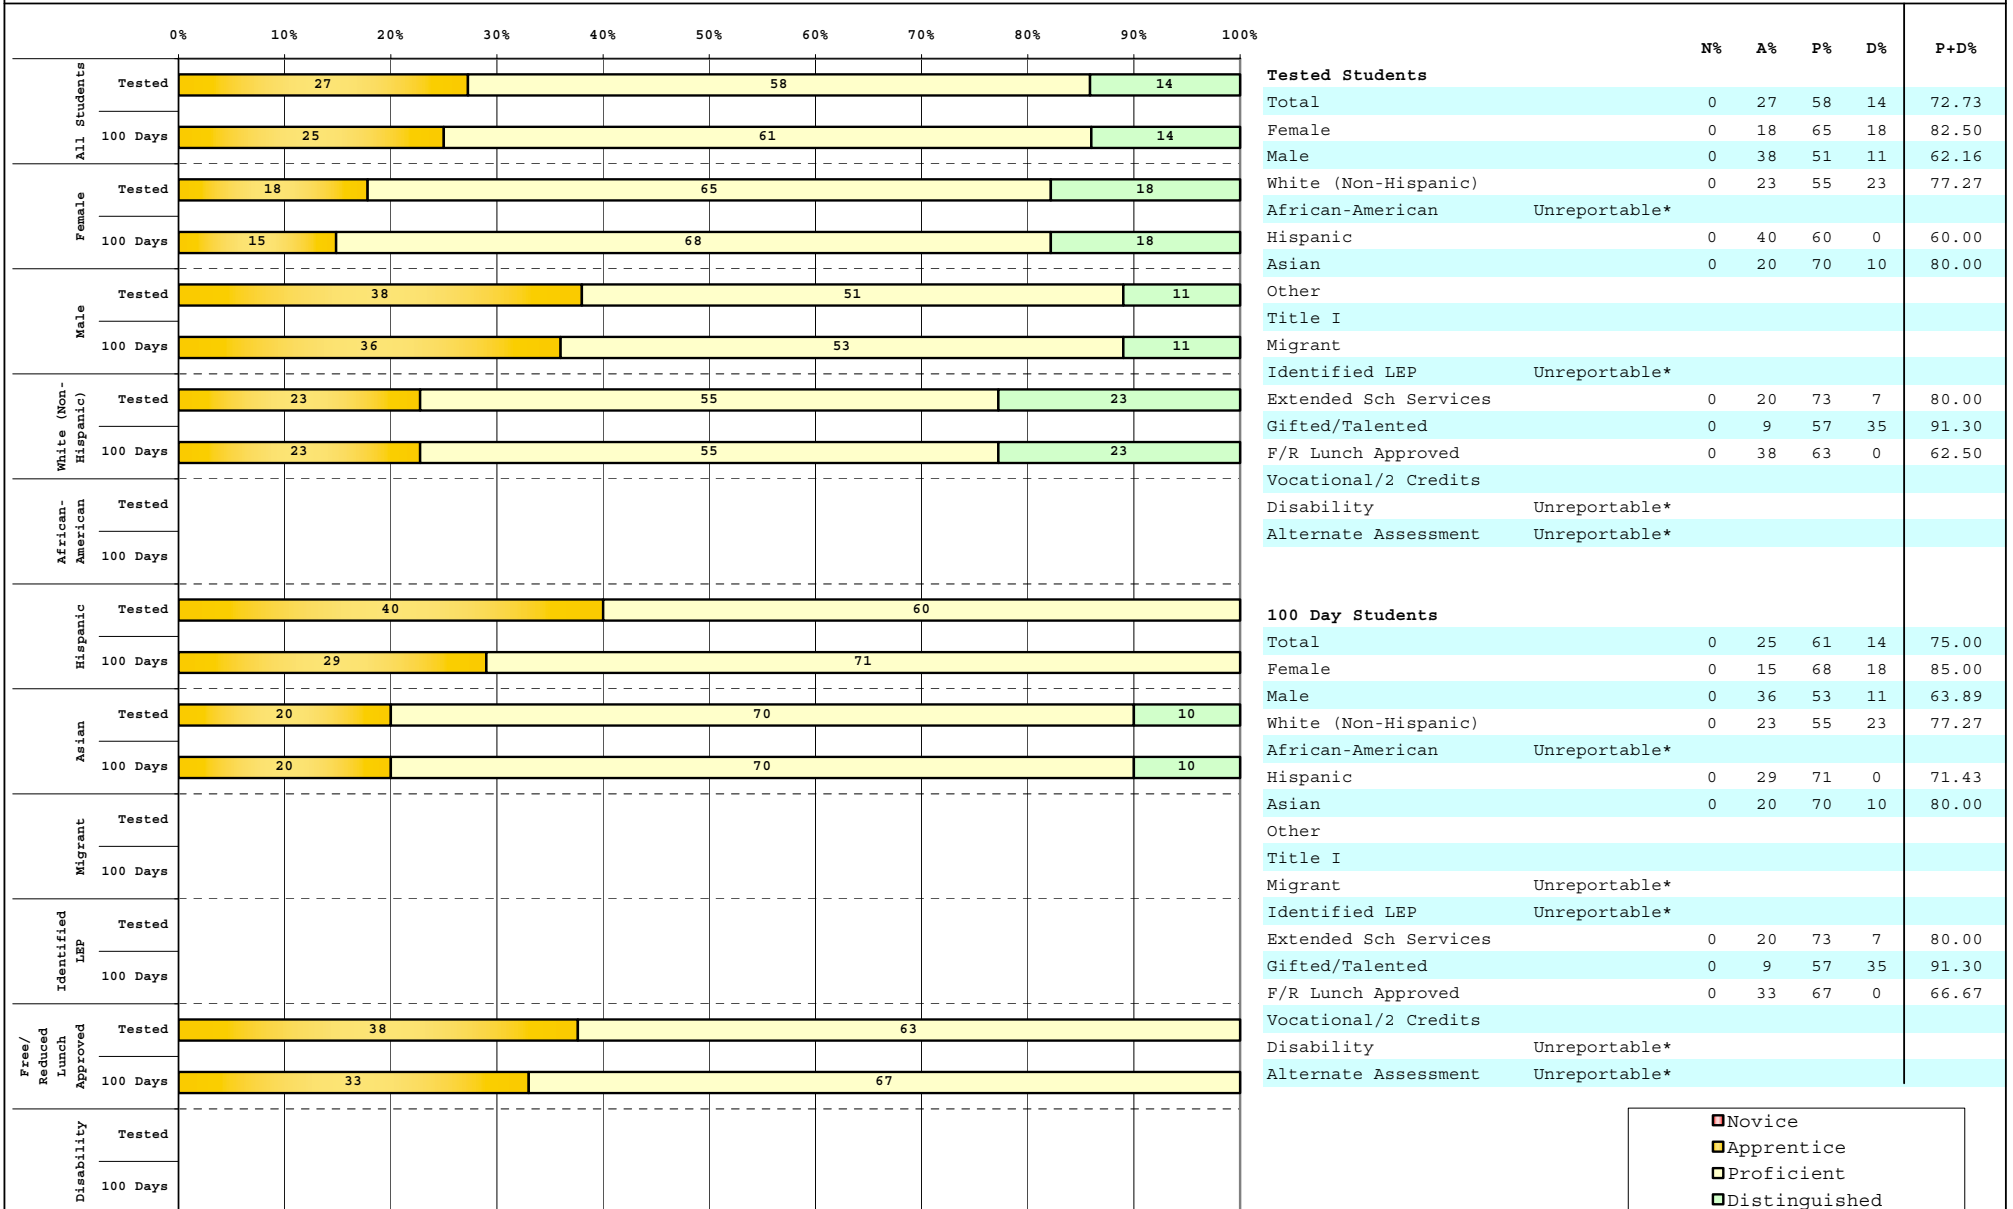 0% 10% 20% 30% 40% 50% 60% 70% 80% 90% 100%
All Students
Tested 27 58 14
100 Days 25 61 14
Female
Tested 18 65 18
100 Days 15 68 18
Male
Tested 38 51 11
100 Days 36 53 11
White (Non-
Hispanic)
Tested 23 55 23
100 Days 23 55 23
African-
American
Tested
100 Days
Hispanic
Tested 40 60
100 Days 29 71
Asian
Tested 20 70 10
100 Days 20 70 10
Migrant
Tested
100 Days
Identified
LEP
Tested
100 Days
Free/
Reduced
Lunch
Approved
Tested 38 63
100 Days 33 67
Disability
Tested
100 Days
N% A% P% D% P+D%
Tested Students
Total 0 27 58 14 72.73
Female 0 18 65 18 82.50
Male 0 38 51 11 62.16
White (Non-Hispanic) 0 23 55 23 77.27
African-American Unreportable*
Hispanic 0 40 60 0 60.00
Asian 0 20 70 10 80.00
Other
Title I
Migrant
Identified LEP Unreportable*
Extended Sch Services 0 20 73 7 80.00
Gifted/Talented 0 9 57 35 91.30
F/R Lunch Approved 0 38 63 0 62.50
Vocational/2 Credits
Disability Unreportable*
Alternate Assessment Unreportable*
100 Day Students
Total 0 25 61 14 75.00
Female 0 15 68 18 85.00
Male 0 36 53 11 63.89
White (Non-Hispanic) 0 23 55 23 77.27
African-American Unreportable*
Hispanic 0 29 71 0 71.43
Asian 0 20 70 10 80.00
Other
Title I
Migrant Unreportable*
Identified LEP Unreportable*
Extended Sch Services 0 20 73 7 80.00
Gifted/Talented 0 9 57 35 91.30
F/R Lunch Approved 0 33 67 0 66.67
Vocational/2 Credits
Disability Unreportable*
Alternate Assessment Unreportable*
Novice
Apprentice
Proficient
Distinguished